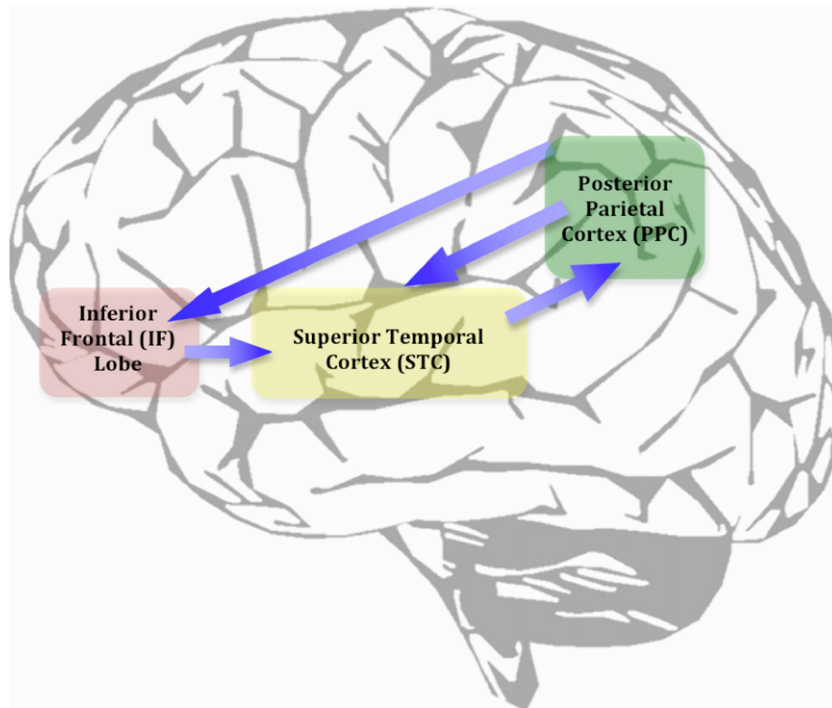 Posterior
Parietal
Cortex (PPC)
Inferior
Frontal (IF)
Lobe
Superior Temporal
Cortex (STC)